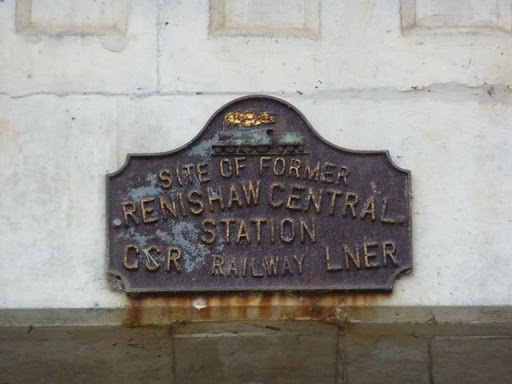 SITE OF FORMER
RENISHAW CENTRAL
STATION
GCR RAILWAY LNER